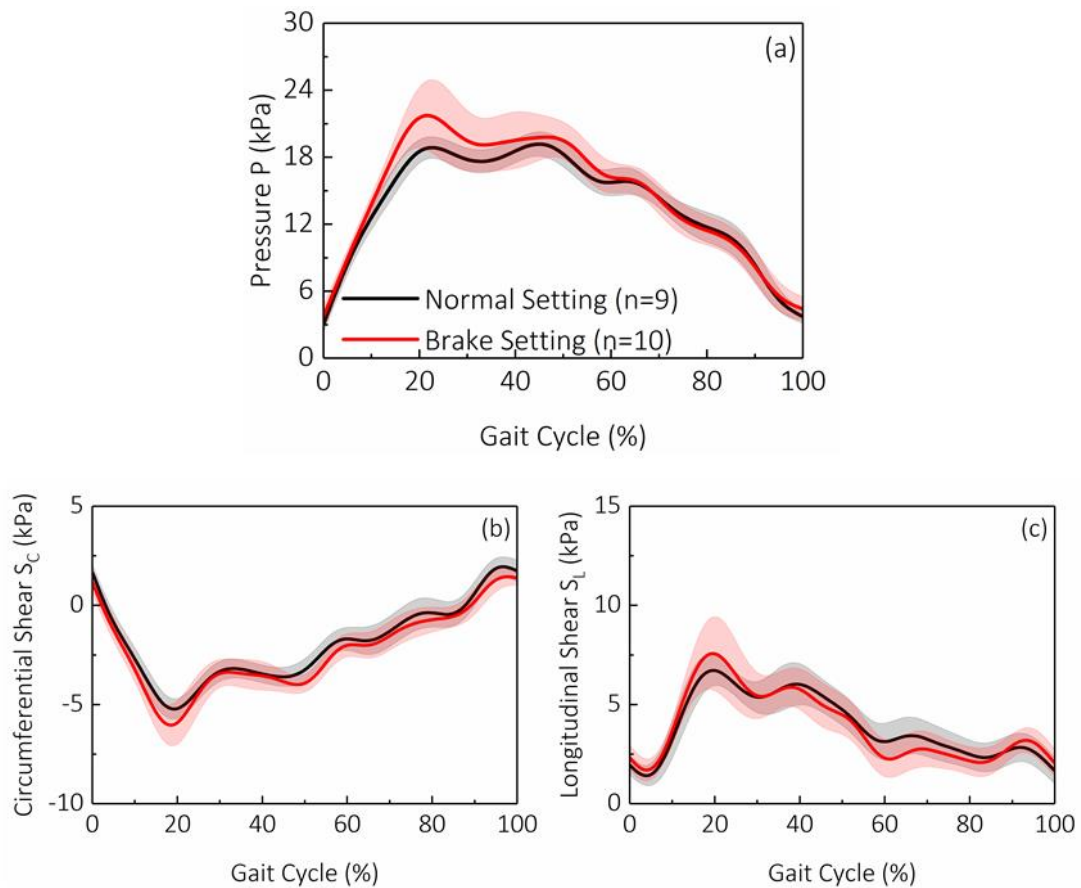 30
24
18
12
6
0
Pressure P (kPa)
(a)
Normal Setting (n=9)
Brake Setting (n=10)
0 20 40 60 80 100
Gait Cycle (%)
5
0
-5
-10
Circumferential Shear S_C (kPa)
(b)
0 20 40 60 80 100
Gait Cycle (%)
15
10
5
0
Longitudinal Shear S_L (kPa)
(c)
0 20 40 60 80 100
Gait Cycle (%)